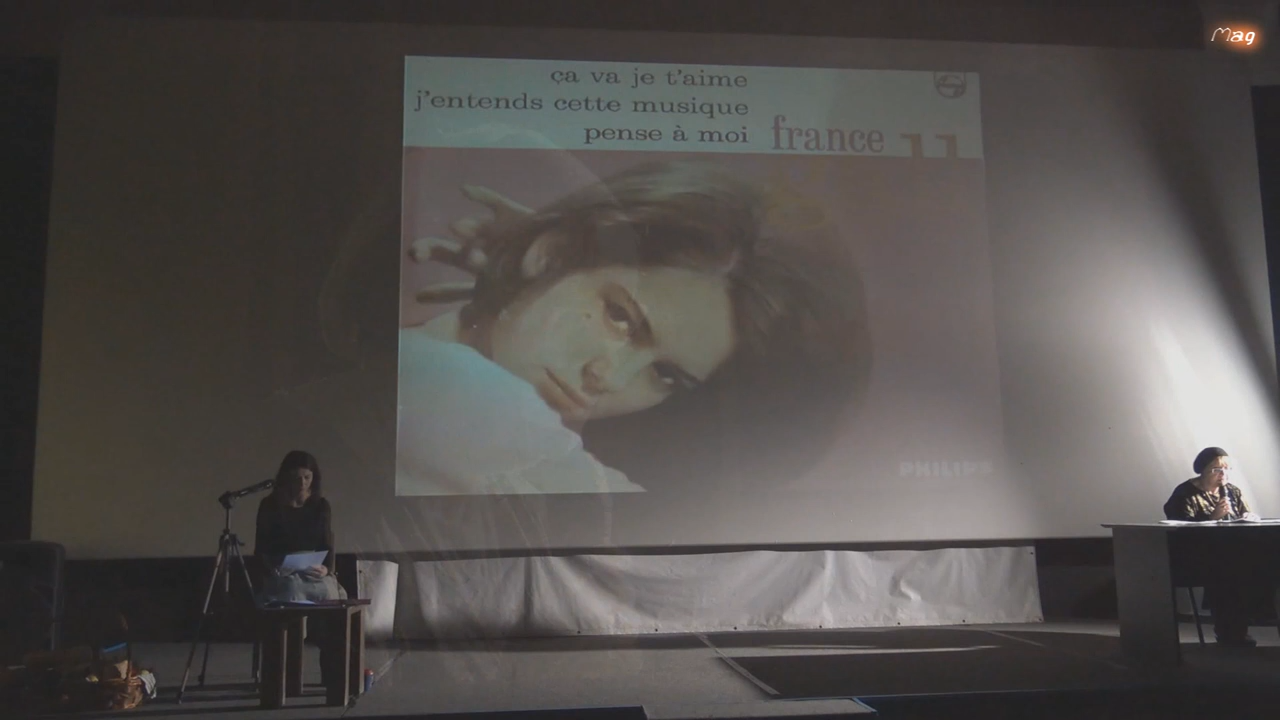 Mag
ça va je t'aime
j'entends cette musique
pense à moi
france
PHILIPS